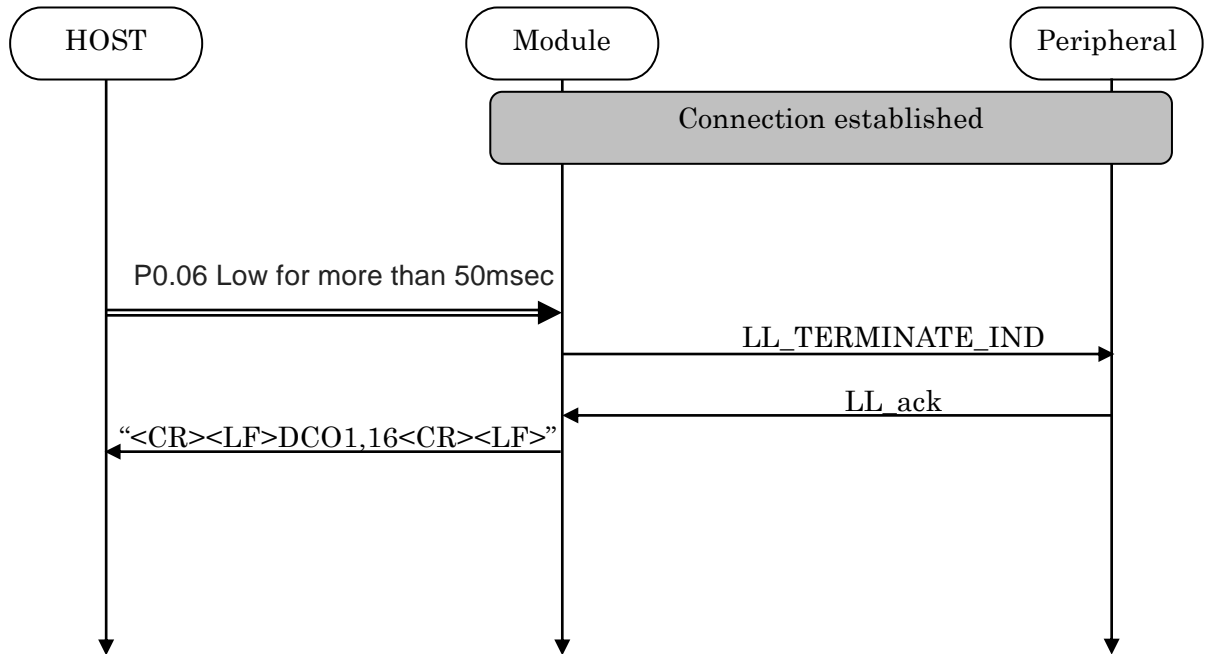 HOST
Module
Peripheral
Connection established
P0.06 Low for more than 50msec
LL_TERMINATE_IND
LL_ack
“<CR><LF>DCO1,16<CR><LF>”